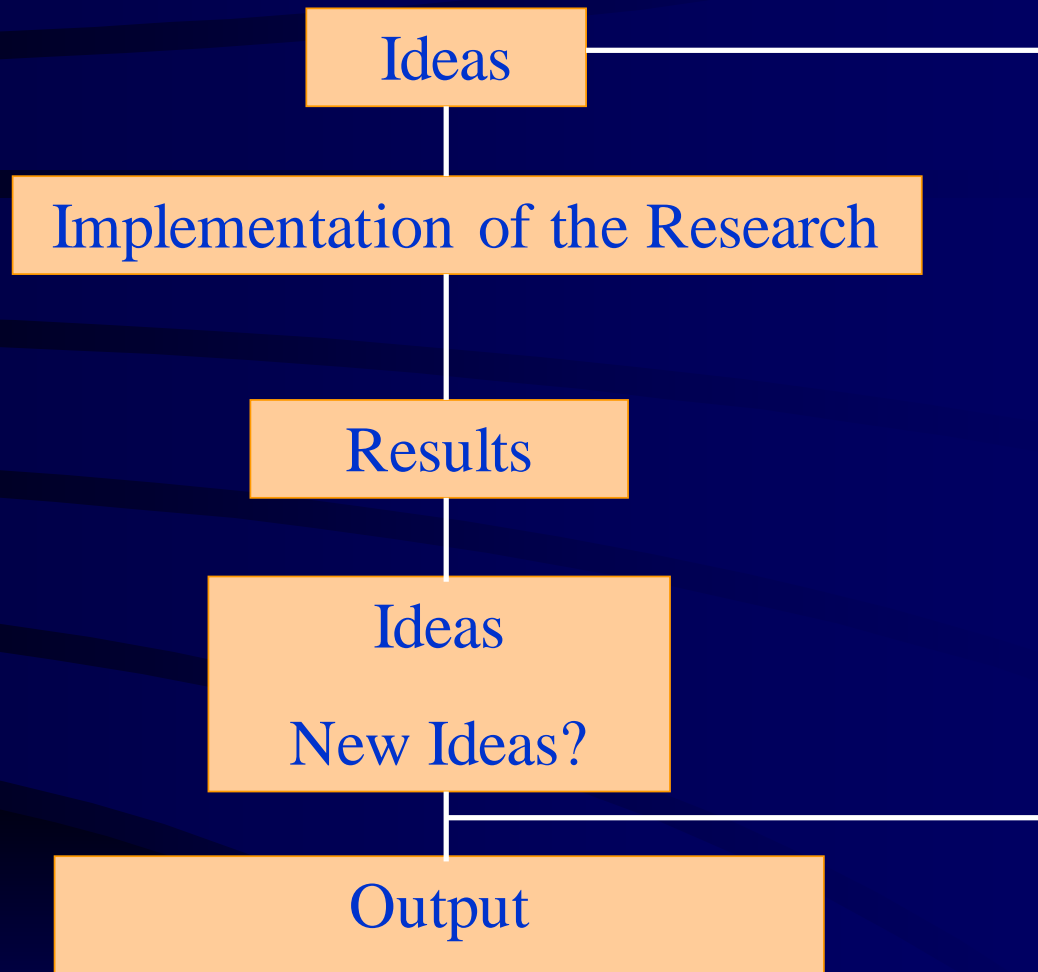 Ideas
Implementation of the Research
Results
Ideas
New Ideas?
Output